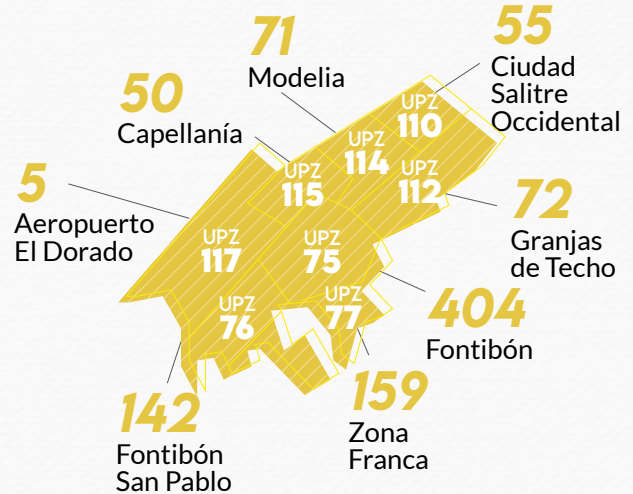 71
Modelia
55
Ciudad
Salitre
Occidental
50
Capellanía
5
Aeropuerto
El Dorado
UPZ
110
UPZ
114
UPZ
115
UPZ
112
72
Granjas
de Techo
UPZ
117
UPZ
75
UPZ
76
UPZ
77
404
Fontibón
142
Fontibón
San Pablo
159
Zona
Franca